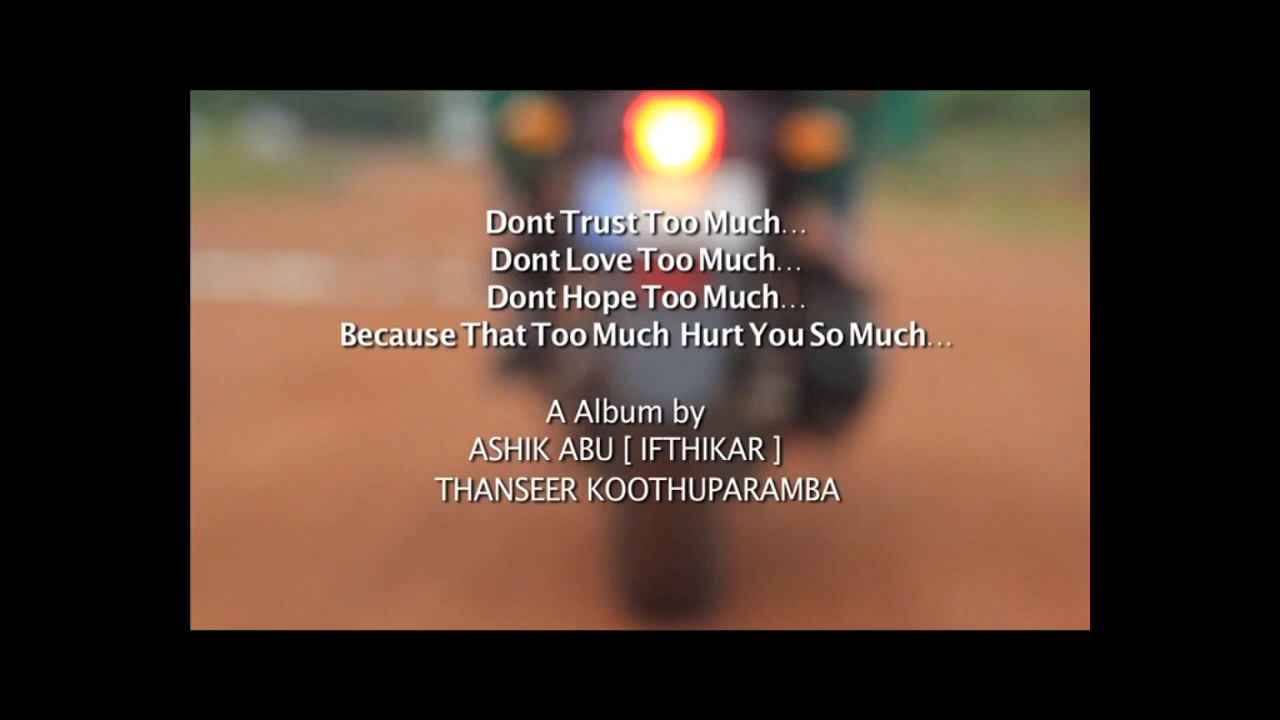 Dont Trust Too Much...
Dont Love Too Much...
Dont Hope Too Much...
Because That Too Much Hurt You So Much...
A Album by
ASHIK ABU [ IFTHIKAR ]
THANSEER KOOTHUPARAMBA